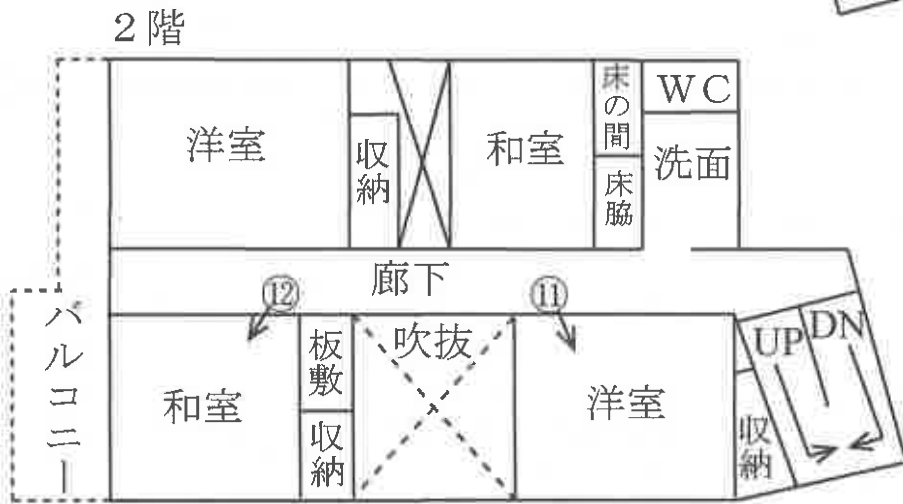 2階
洋室
収納
和室
床の間
床脇
WC
洗面
廊下
⑫
⑪
バルコニー
和室
板敷
収納
吹抜
洋室
収納
UP
DN